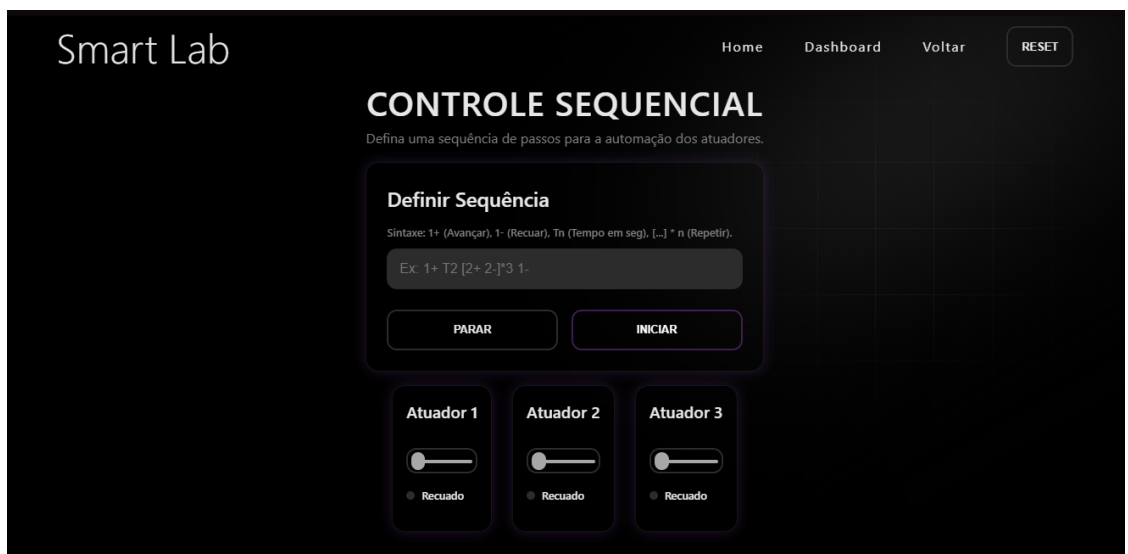 Smart Lab
Home Dashboard Voltar RESET
CONTROLE SEQUENCIAL
Defina uma sequência de passos para a automação dos atuadores.
Definir Sequência
Sintaxe: 1+ (Avançar), 1- (Recuar), Tn (Tempo em seg), [...] * n (Repetir).
Ex: 1+ T2 [2+ 2-]*3 1-
PARAR INICIAR
Atuador 1 Atuador 2 Atuador 3
Recuado Recuado Recuado